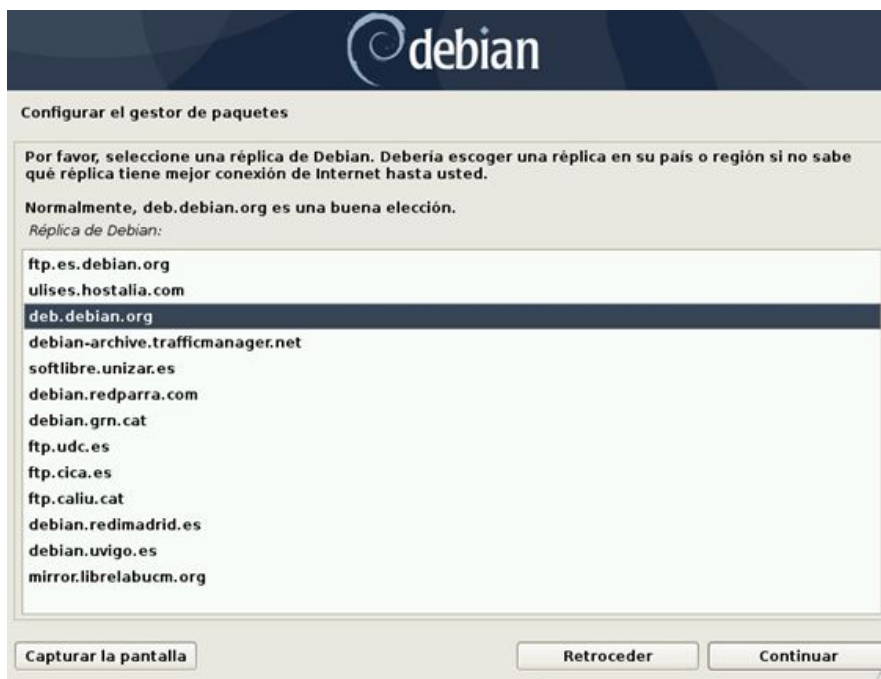 debian
Configurar el gestor de paquetes
Por favor, seleccione una réplica de Debian. Debería escoger una réplica en su país o región si no sabe
qué réplica tiene mejor conexión de Internet hasta usted.
Normalmente, deb.debian.org es una buena elección.
Réplica de Debian:
ftp.es.debian.org
ulises.hostalia.com
deb.debian.org
debian-archive.trafficmanager.net
softlibre.unizar.es
debian.redparra.com
debian.grn.cat
ftp.udc.es
ftp.cica.es
ftp.caliu.cat
debian.redimadrid.es
debian.uvigo.es
mirror.librelabucm.org
Capturar la pantalla Retroceder Continuar